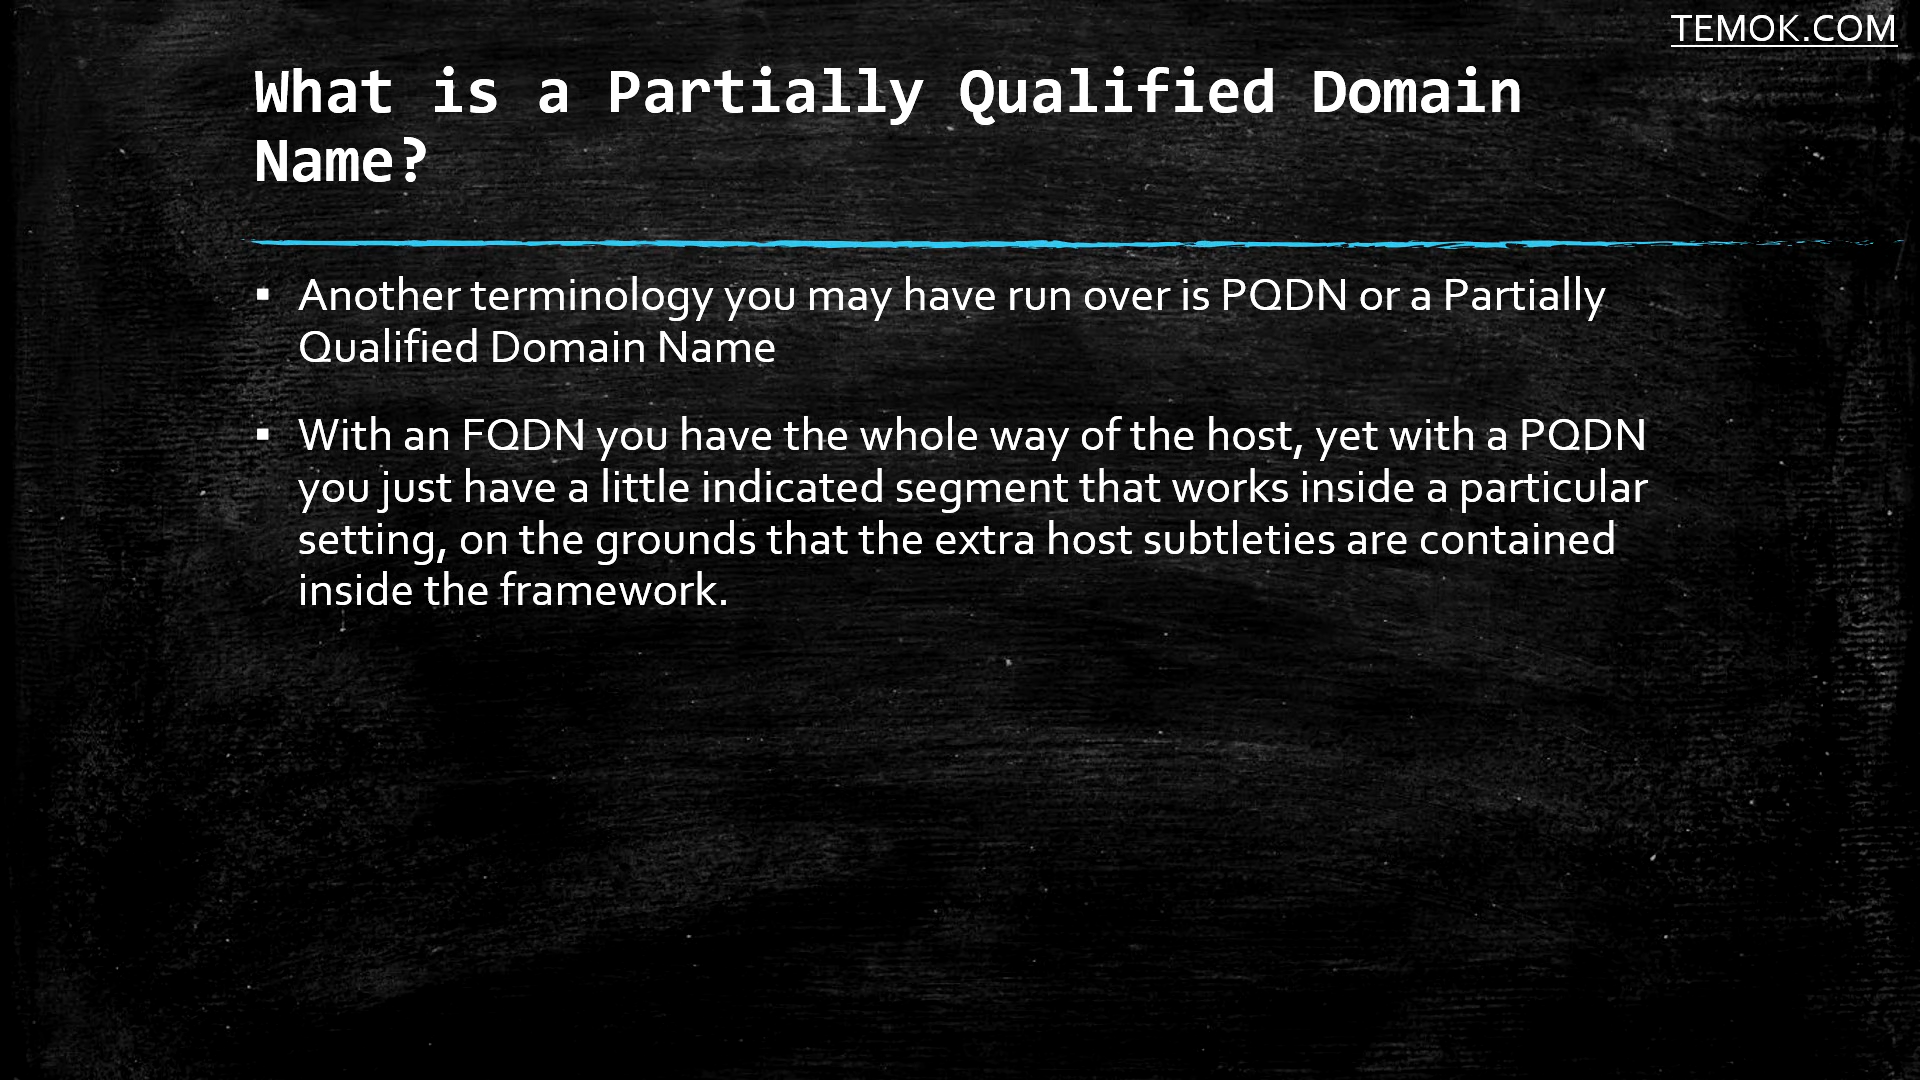 TEMOK.COM
What is a Partially Qualified Domain
Name?
▪ Another terminology you may have run over is PQDN or a Partially
Qualified Domain Name
▪ With an FQDN you have the whole way of the host, yet with a PQDN
you just have a little indicated segment that works inside a particular
setting, on the grounds that the extra host subtleties are contained
inside the framework.